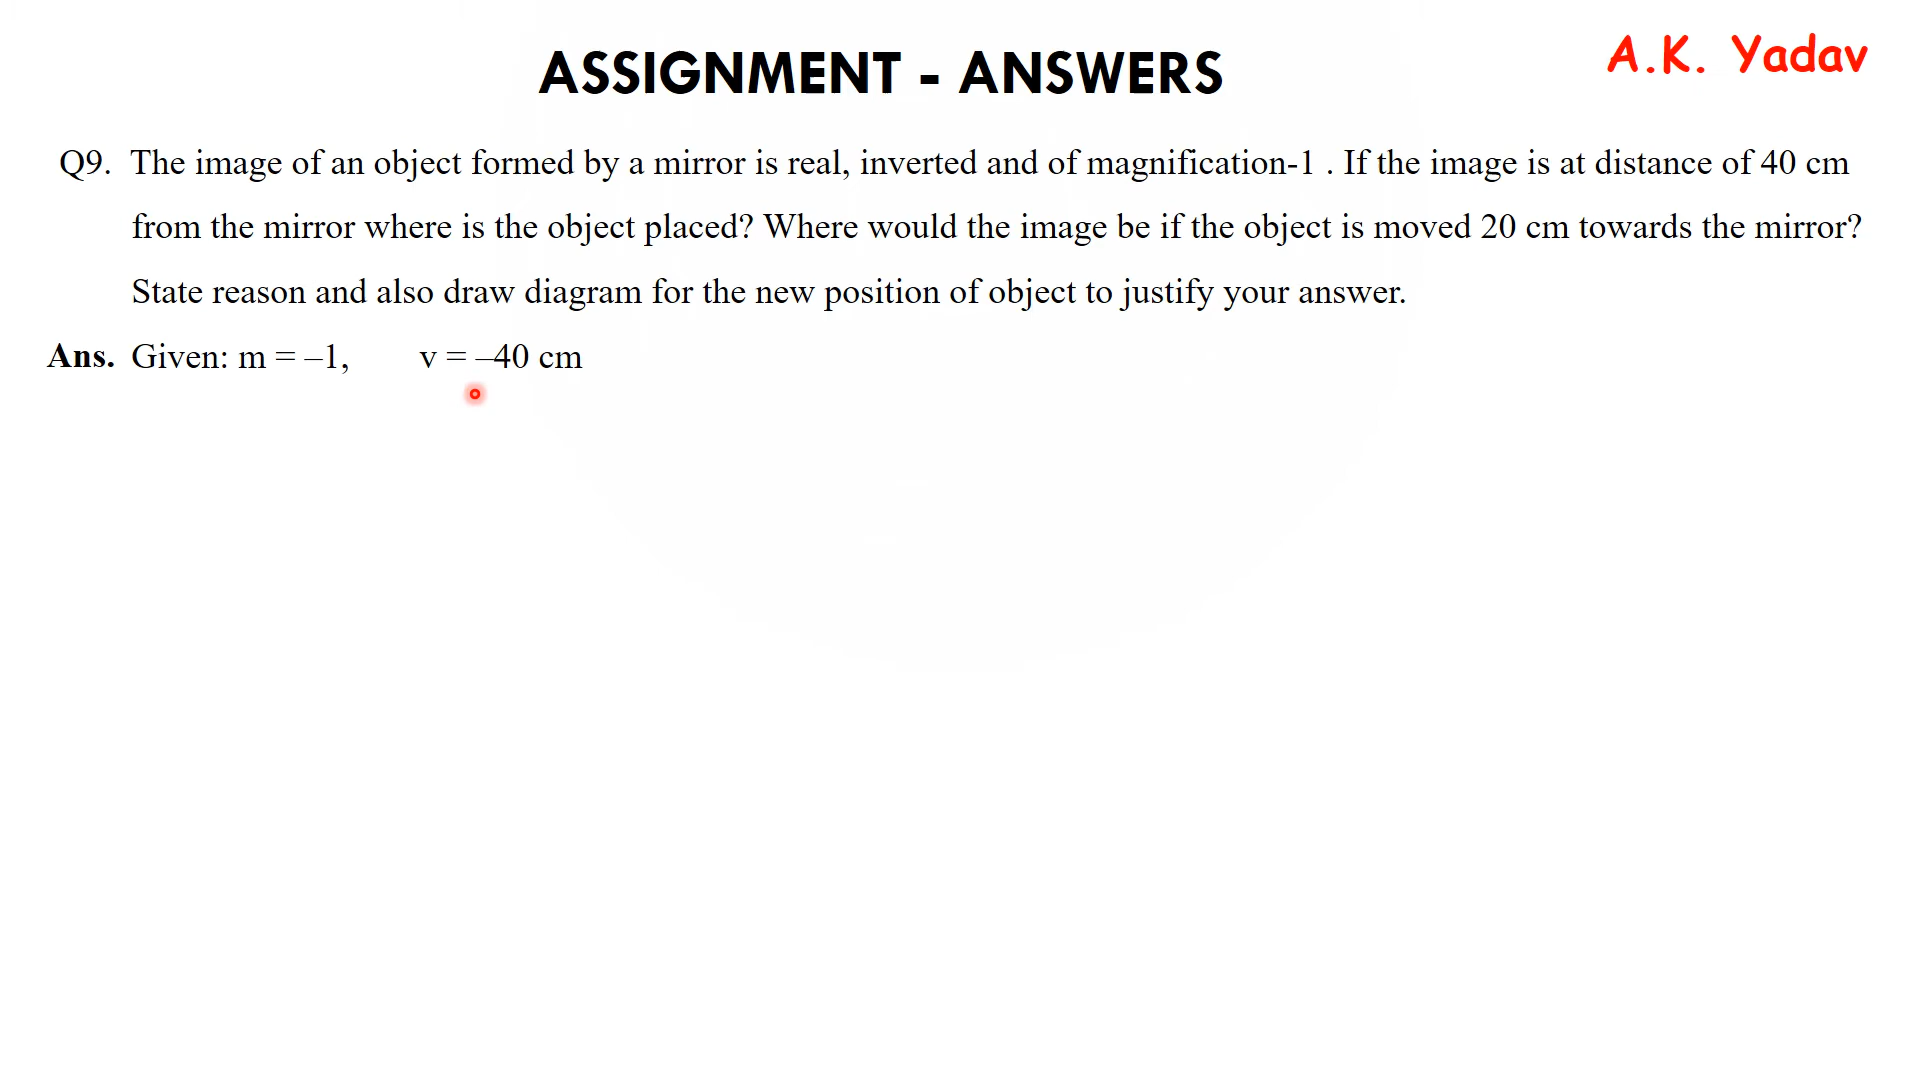 ASSIGNMENT - ANSWERS
A.K. Yadav
Q9. The image of an object formed by a mirror is real, inverted and of magnification-1 . If the image is at distance of 40 cm
from the mirror where is the object placed? Where would the image be if the object is moved 20 cm towards the mirror?
State reason and also draw diagram for the new position of object to justify your answer.
Ans. Given: m = –1, v = –40 cm